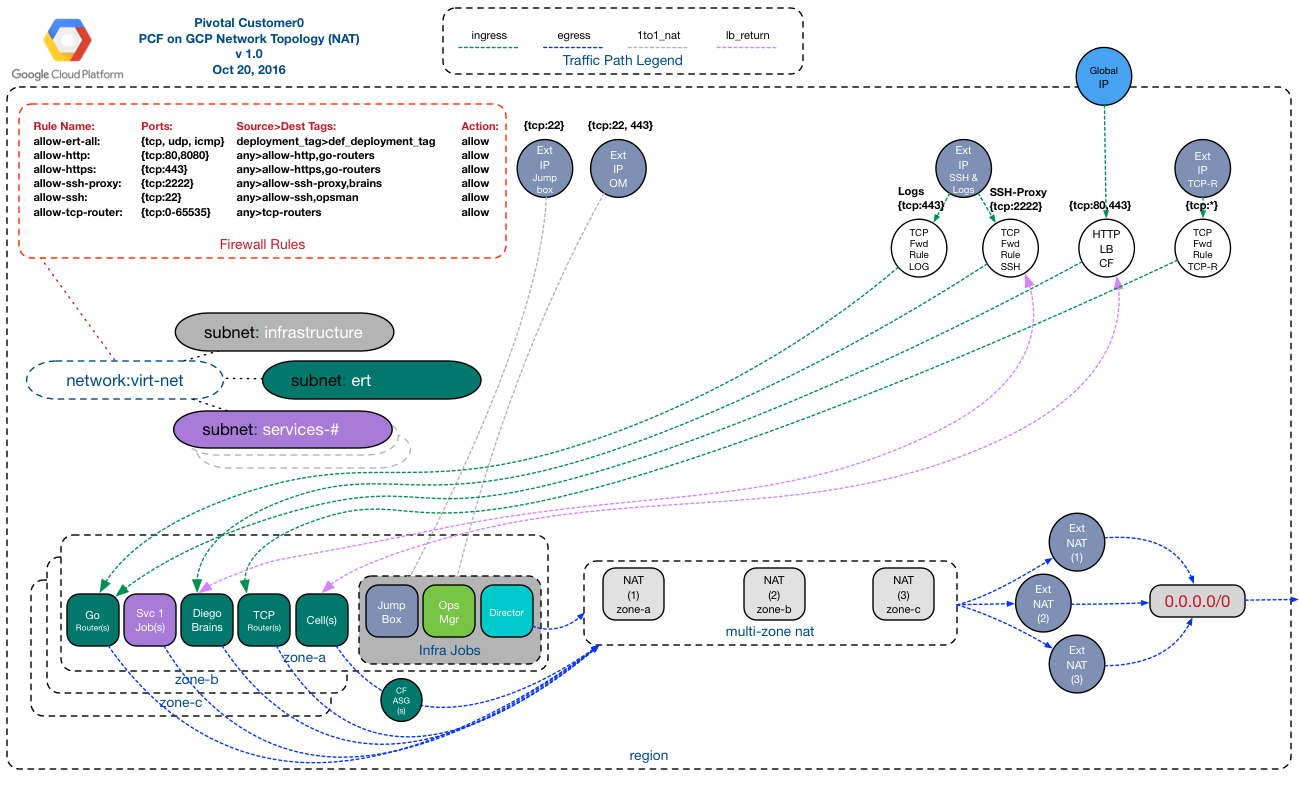 Google Cloud Platform
Pivotal Customer0
PCF on GCP Network Topology (NAT)
v 1.0
Oct 20, 2016
ingress
egress
1to1_nat
lb_return
Traffic Path Legend
Global
IP
Rule Name: Ports: Source>Dest Tags: Action:
allow-ert-all: {tcp, udp, icmp} deployment_tag>def_deployment_tag allow
allow-http: {tcp:80,8080} any>allow-http,go-routers allow
allow-https: {tcp:443} any>allow-https,go-routers allow
allow-ssh-proxy: {tcp:2222} any>allow-ssh-proxy,brains allow
allow-ssh: {tcp:22} any>allow-ssh,opsman allow
allow-tcp-router: {tcp:0-65535} any>tcp-routers allow
Firewall Rules
{tcp:22}
Ext
IP
Jump
box
{tcp:22, 443}
Ext
IP
OM
Ext
IP
SSH &
Logs
Ext
IP
TCP-R
Logs
{tcp:443}
SSH-Proxy
{tcp:2222}
{tcp:80,443}
{tcp:*}
TCP
Fwd
Rule
LOG
TCP
Fwd
Rule
SSH
HTTP
LB
CF
TCP
Fwd
Rule
TCP-R
subnet: infrastructure
network:virt-net
subnet: ert
subnet: services-#
Go
Router(s)
Svc 1
Job(s)
Diego
Brains
TCP
Router(s)
Cell(s)
Jump
Box
Ops
Mgr
Director
Infra Jobs
zone-a
zone-b
zone-c
CF
ASG
(s)
NAT
(1)
zone-a
NAT
(2)
zone-b
NAT
(3)
zone-c
multi-zone nat
Ext
NAT
(1)
Ext
NAT
(2)
Ext
NAT
(3)
0.0.0.0/0
region